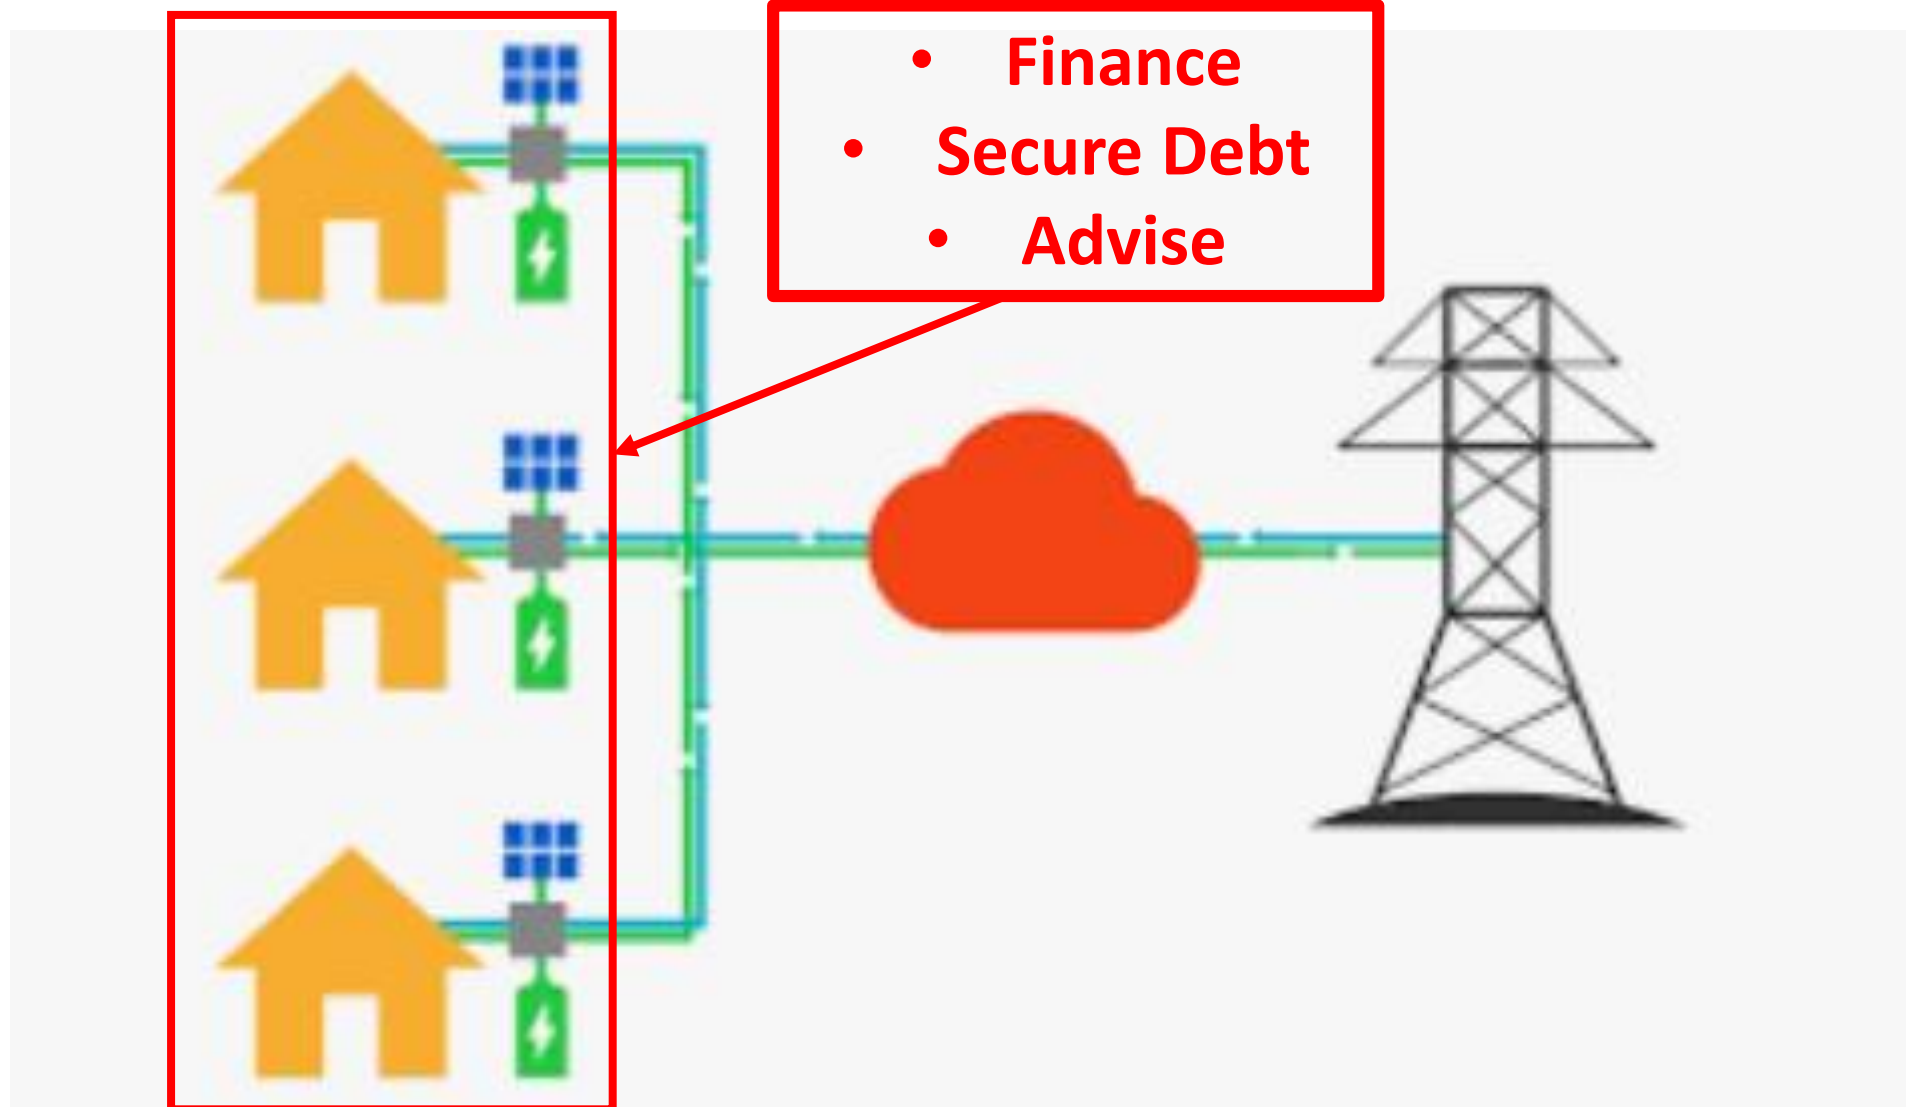 • Finance
• Secure Debt
• Advise